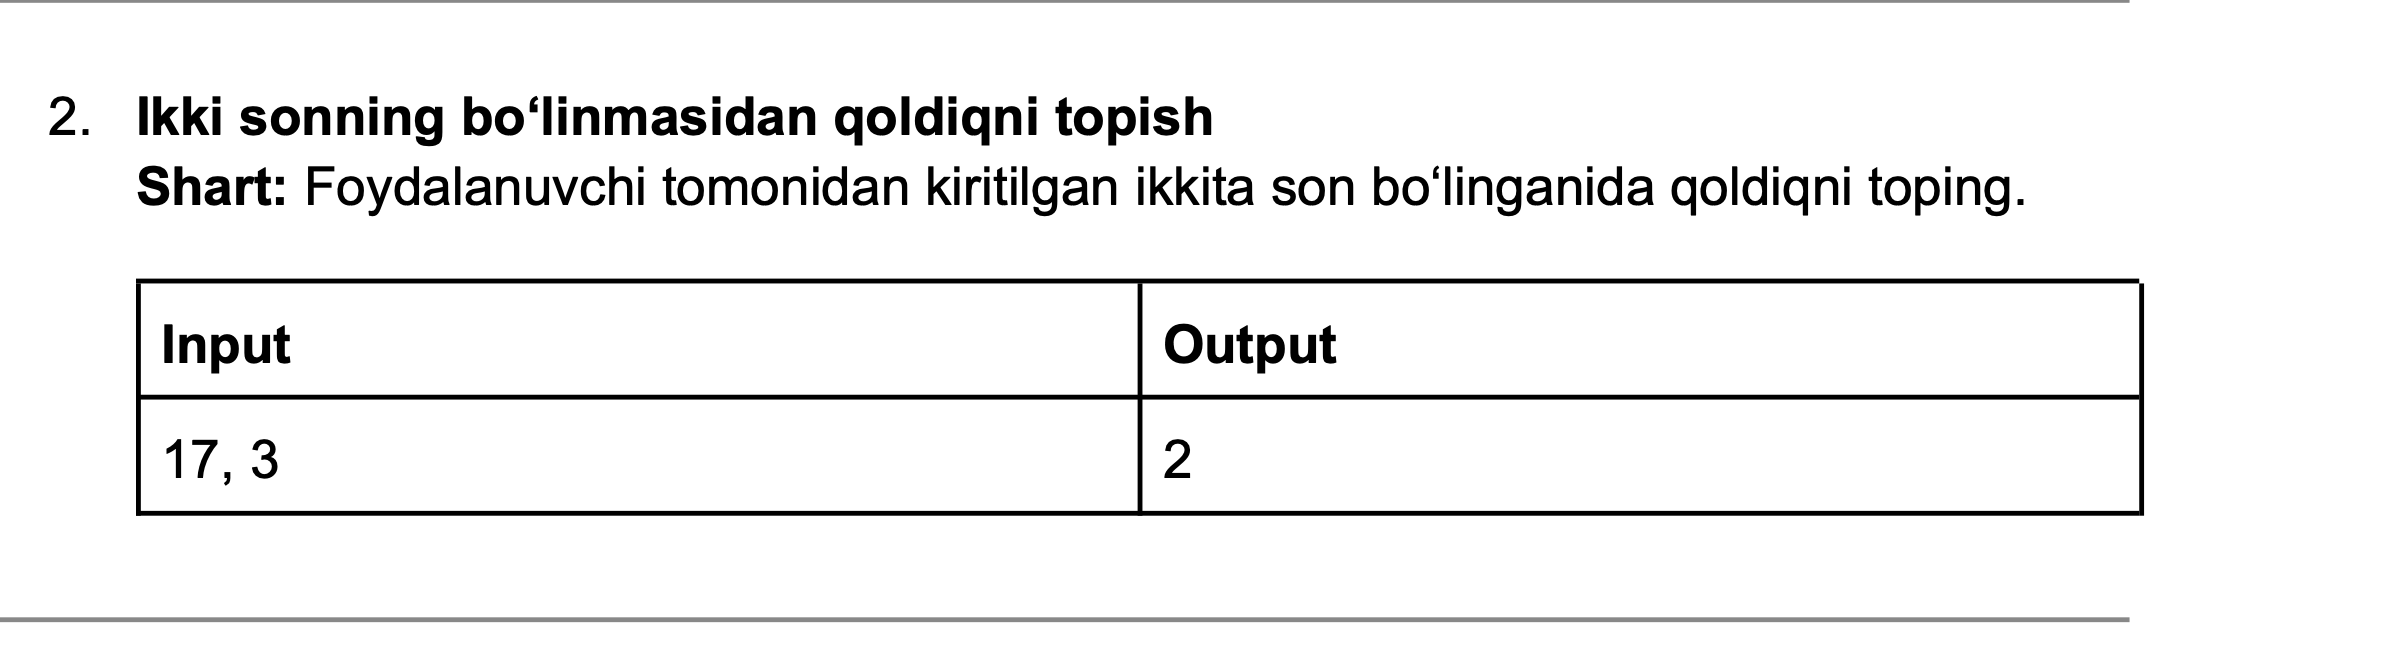 2. Ikki sonning bo‘linmasidan qoldiqni topish
Shart: Foydalanuvchi tomonidan kiritilgan ikkita son bo‘linganida qoldiqni toping.
Input Output
17, 3 2